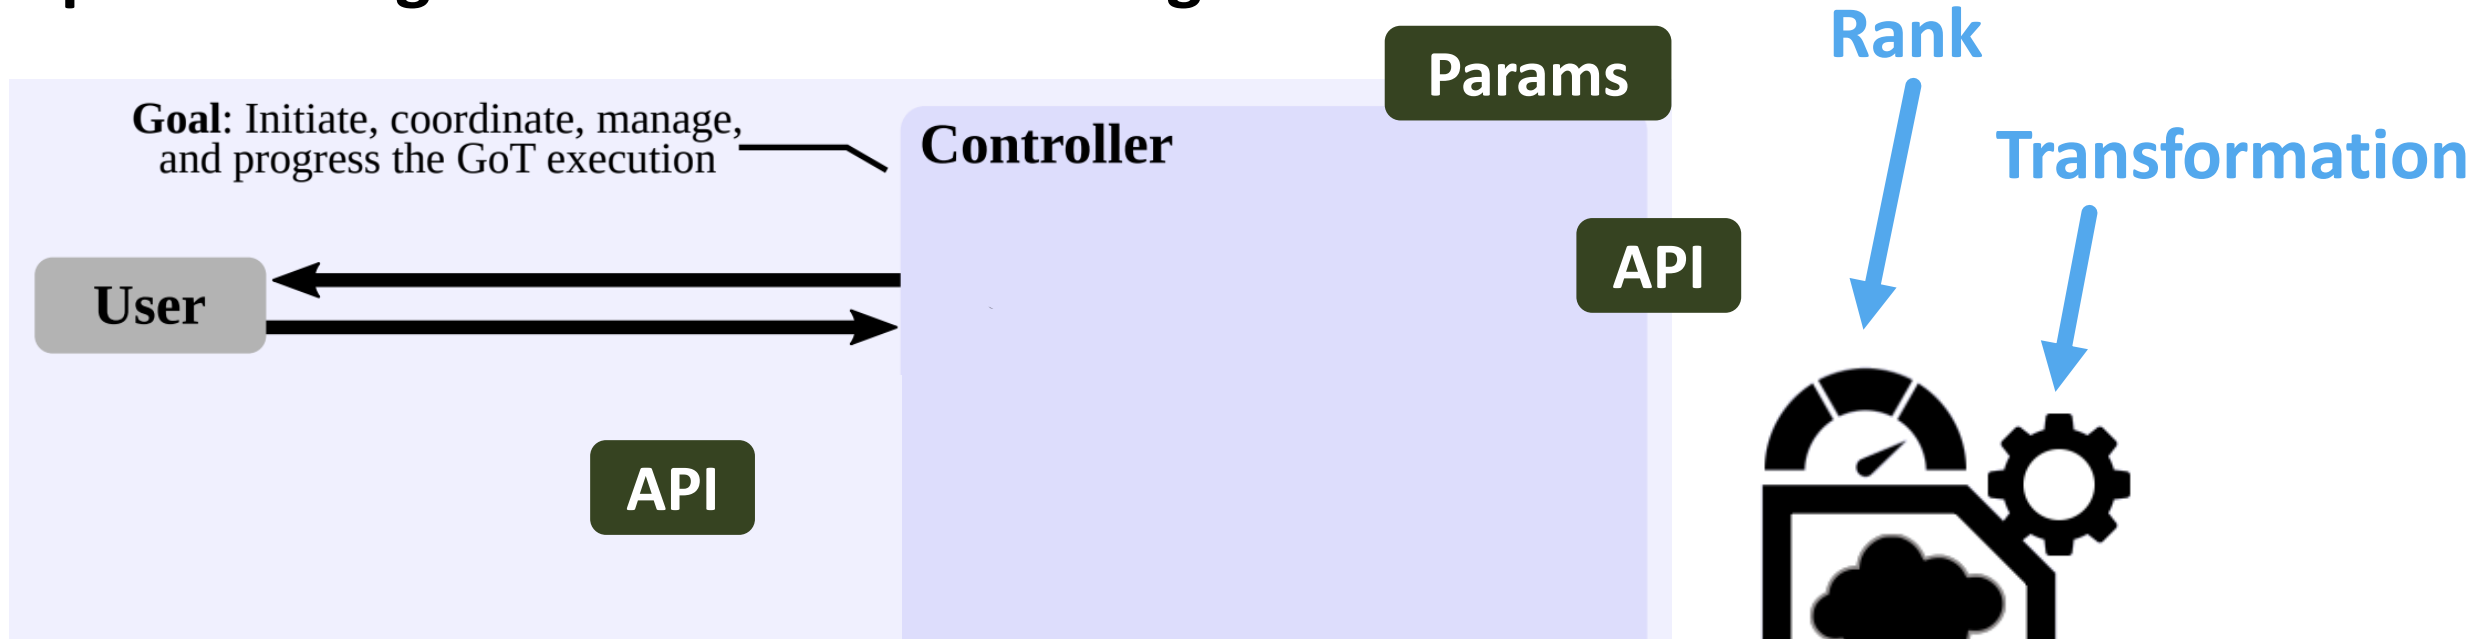 Rank
Params
Goal: Initiate, coordinate, manage,
and progress the GoT execution
Controller
Transformation
API
User
API